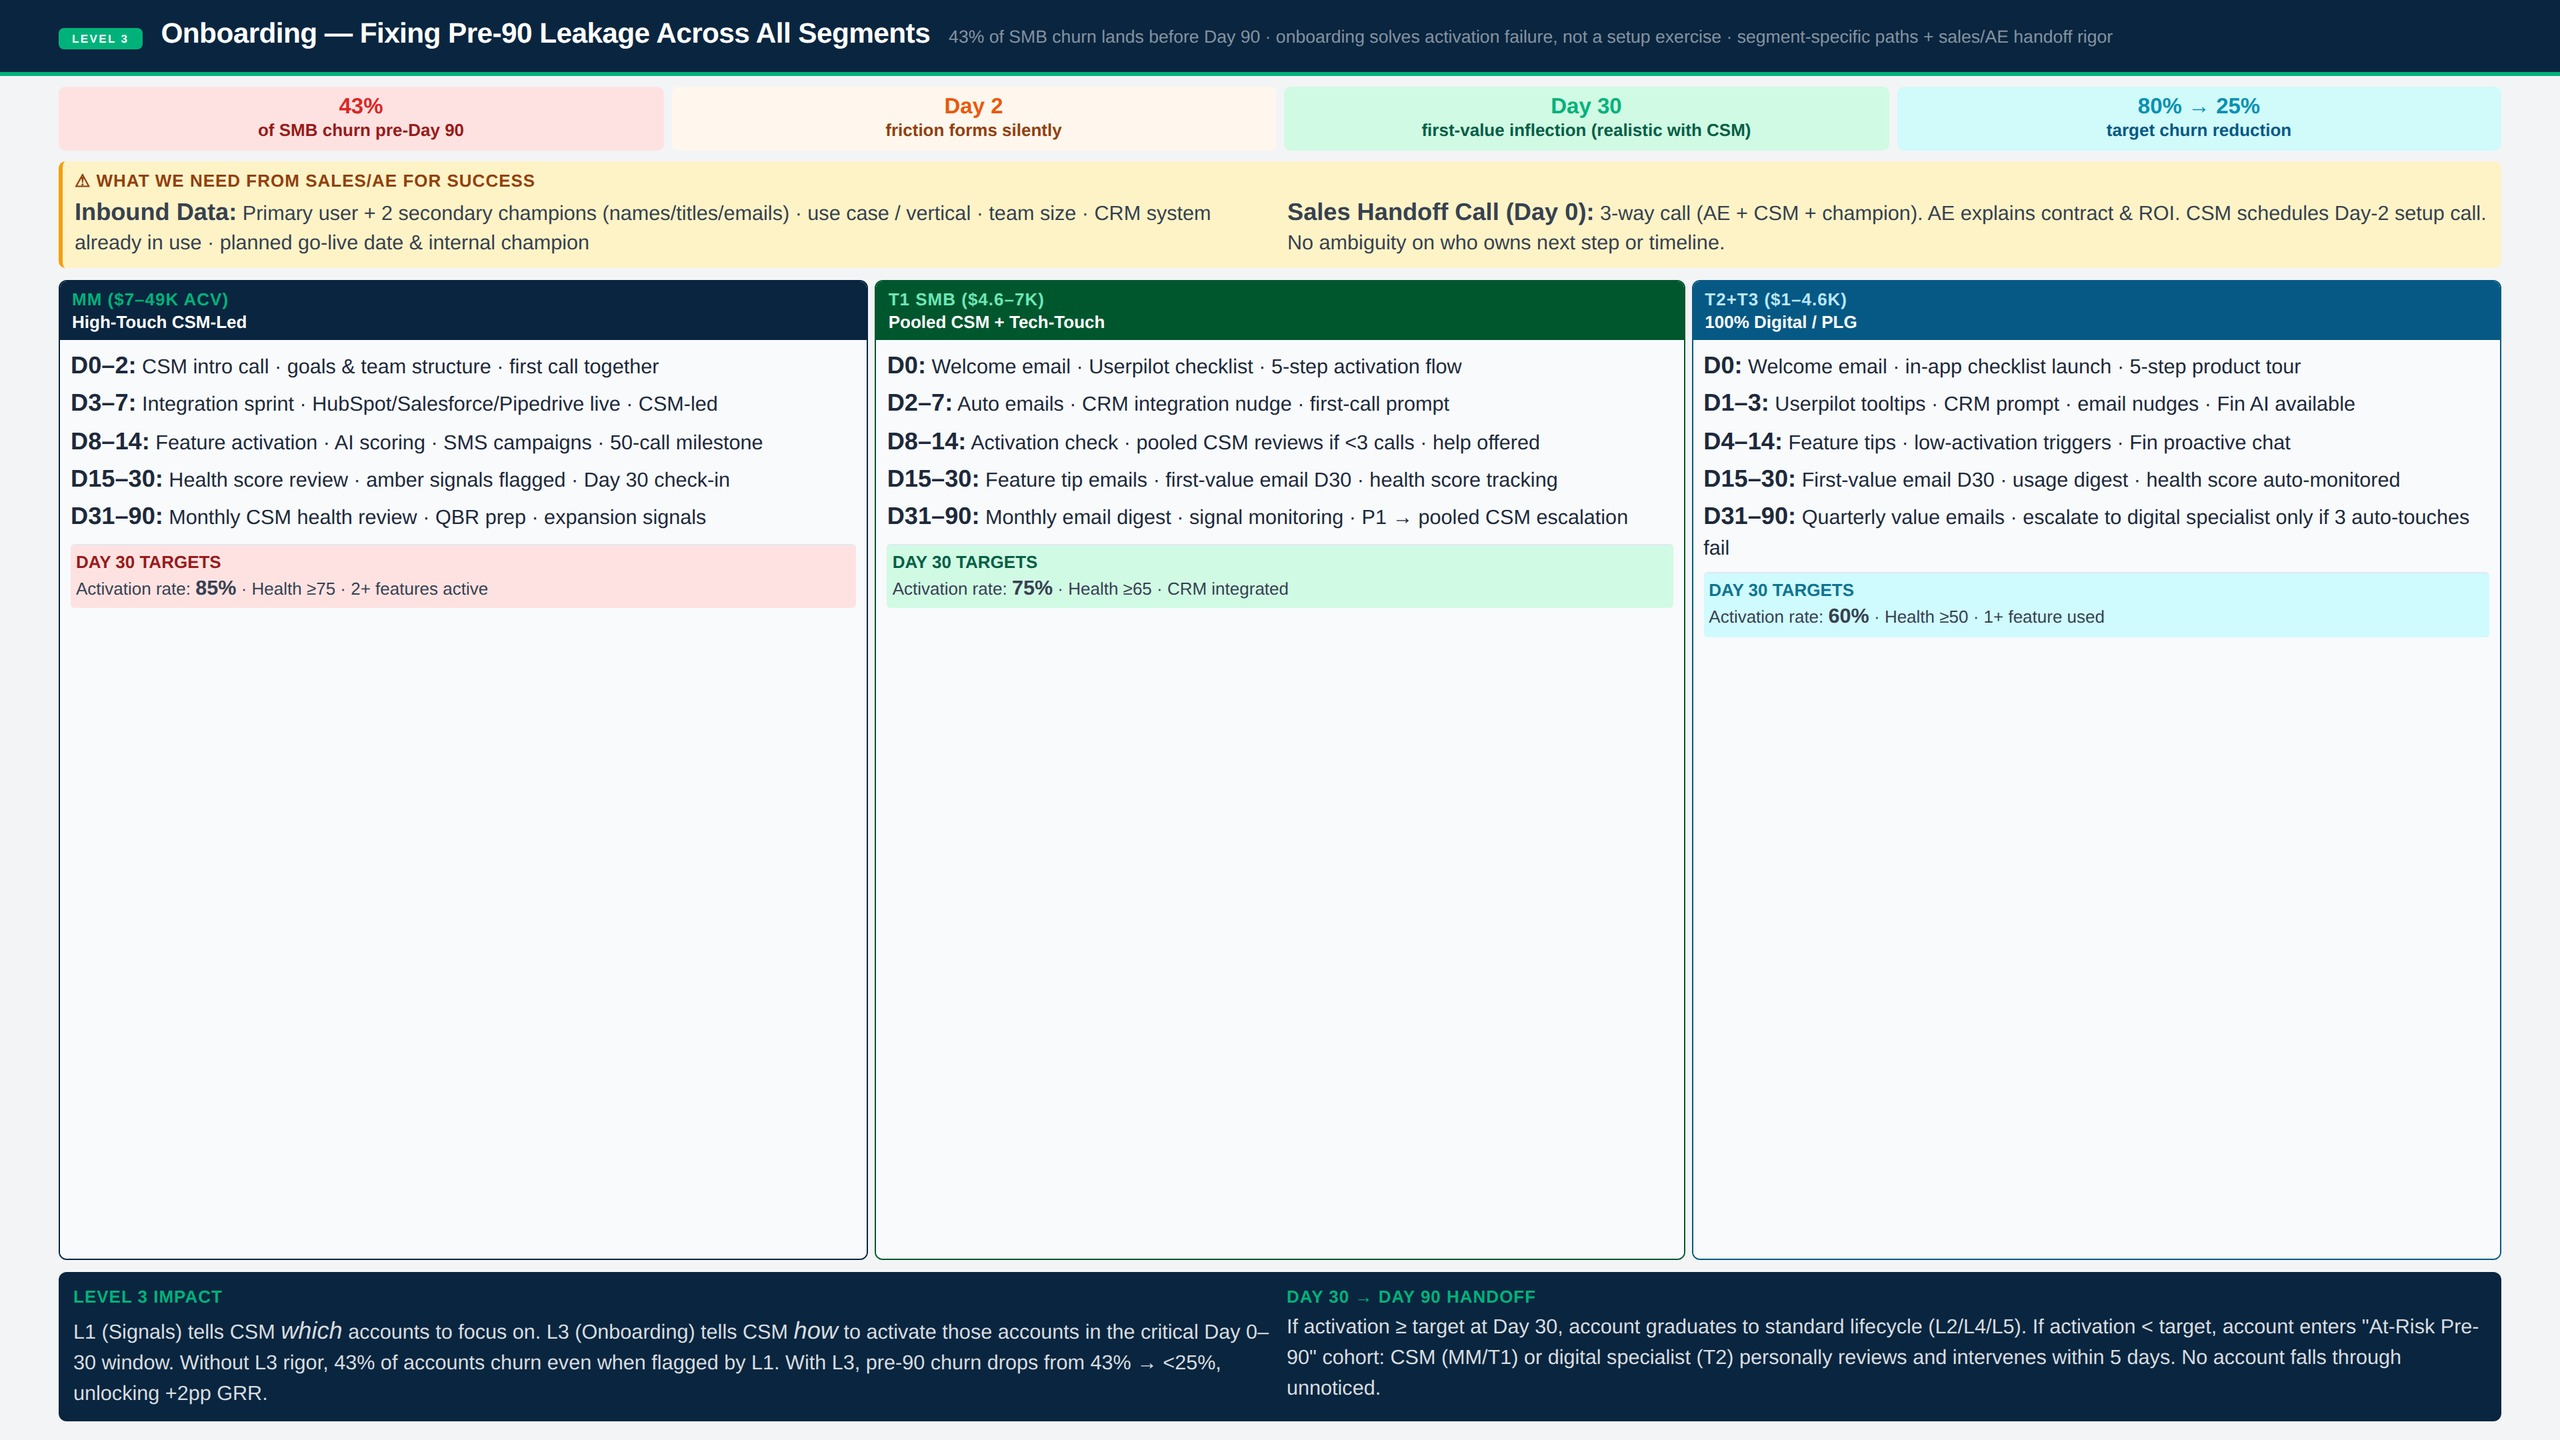 LEVEL 3
Onboarding — Fixing Pre-90 Leakage Across All Segments
43% of SMB churn lands before Day 90 · onboarding solves activation failure, not a setup exercise · segment-specific paths + sales/AE handoff rigor
43%
of SMB churn pre-Day 90
Day 2
friction forms silently
Day 30
first-value inflection (realistic with CSM)
80% → 25%
target churn reduction
⚠ WHAT WE NEED FROM SALES/AE FOR SUCCESS
Inbound Data: Primary user + 2 secondary champions (names/titles/emails) · use case / vertical · team size · CRM system
already in use · planned go-live date & internal champion
Sales Handoff Call (Day 0): 3-way call (AE + CSM + champion). AE explains contract & ROI. CSM schedules Day-2 setup call.
No ambiguity on who owns next step or timeline.
MM ($7–49K ACV)
High-Touch CSM-Led
D0–2: CSM intro call · goals & team structure · first call together
D3–7: Integration sprint · HubSpot/Salesforce/Pipedrive live · CSM-led
D8–14: Feature activation · AI scoring · SMS campaigns · 50-call milestone
D15–30: Health score review · amber signals flagged · Day 30 check-in
D31–90: Monthly CSM health review · QBR prep · expansion signals
DAY 30 TARGETS
Activation rate: 85% · Health ≥75 · 2+ features active
T1 SMB ($4.6–7K)
Pooled CSM + Tech-Touch
D0: Welcome email · Userpilot checklist · 5-step activation flow
D2–7: Auto emails · CRM integration nudge · first-call prompt
D8–14: Activation check · pooled CSM reviews if <3 calls · help offered
D15–30: Feature tip emails · first-value email D30 · health score tracking
D31–90: Monthly email digest · signal monitoring · P1 → pooled CSM escalation
DAY 30 TARGETS
Activation rate: 75% · Health ≥65 · CRM integrated
T2+T3 ($1–4.6K)
100% Digital / PLG
D0: Welcome email · in-app checklist launch · 5-step product tour
D1–3: Userpilot tooltips · CRM prompt · email nudges · Fin AI available
D4–14: Feature tips · low-activation triggers · Fin proactive chat
D15–30: First-value email D30 · usage digest · health score auto-monitored
D31–90: Quarterly value emails · escalate to digital specialist only if 3 auto-touches
fail
DAY 30 TARGETS
Activation rate: 60% · Health ≥50 · 1+ feature used
LEVEL 3 IMPACT
L1 (Signals) tells CSM which accounts to focus on. L3 (Onboarding) tells CSM how to activate those accounts in the critical Day 0–
30 window. Without L3 rigor, 43% of accounts churn even when flagged by L1. With L3, pre-90 churn drops from 43% → <25%,
unlocking +2pp GRR.
DAY 30 → DAY 90 HANDOFF
If activation ≥ target at Day 30, account graduates to standard lifecycle (L2/L4/L5). If activation < target, account enters "At-Risk Pre-
90" cohort: CSM (MM/T1) or digital specialist (T2) personally reviews and intervenes within 5 days. No account falls through
unnoticed.